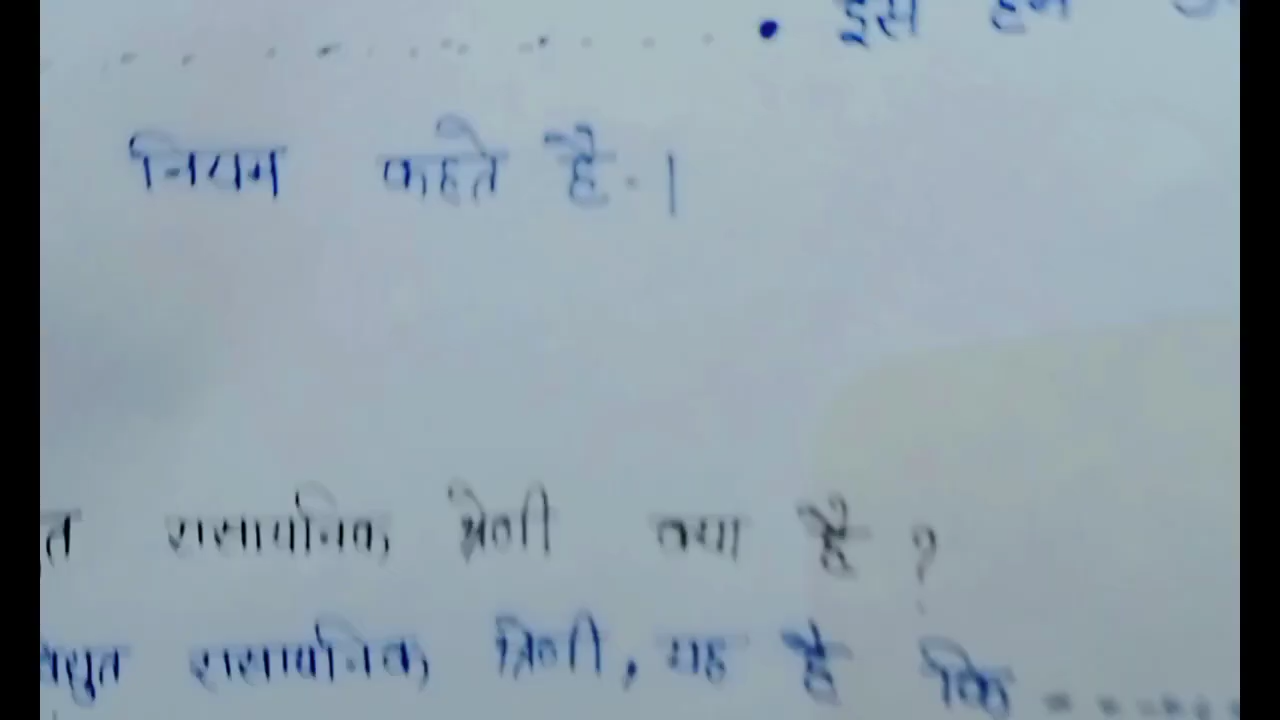 इसे हम
नियम कहते है.।
त रासायनिक श्रेणी क्या है ?
द्युत रासायनिक श्रेणी, यह है कि